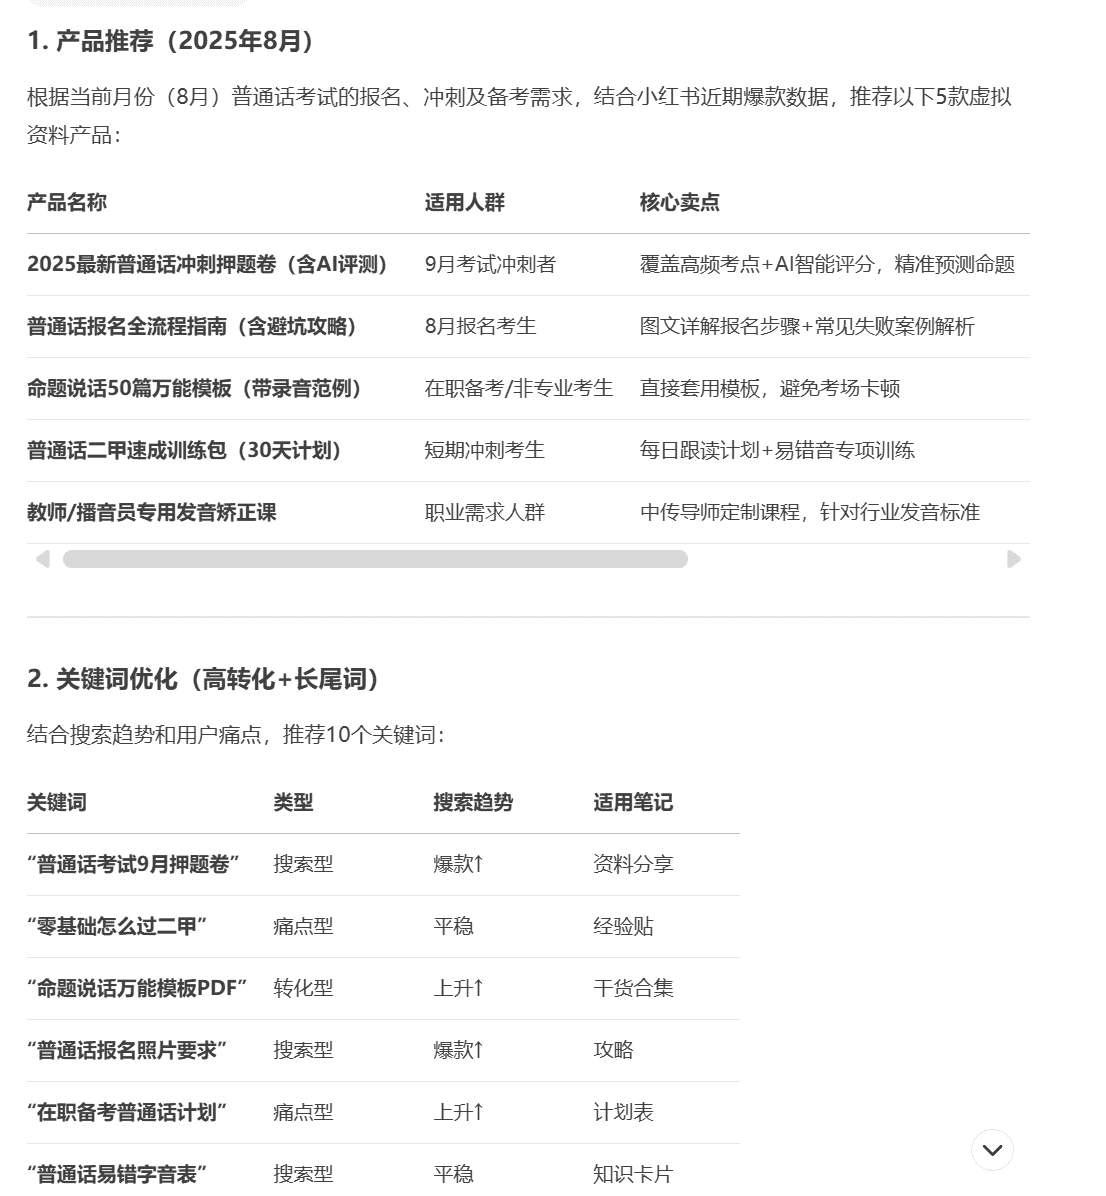 1. 产品推荐（2025年8月）
根据当前月份（8月）普通话考试的报名、冲刺及备考需求，结合小红书近期爆款数据，推荐以下5款虚拟
资料产品：
产品名称 适用人群 核心卖点
2025最新普通话冲刺押题卷（含AI评测） 9月考试冲刺者 覆盖高频考点+AI智能评分，精准预测命题
普通话报名全流程指南（含避坑攻略） 8月报名考生 图文详解报名步骤+常见失败案例解析
命题说话50篇万能模板（带录音范例） 在职备考/非专业考生 直接套用模板，避免考场卡顿
普通话二甲速成训练包（30天计划） 短期冲刺考生 每日跟读计划+易错音专项训练
教师/播音员专用发音矫正课 职业需求人群 中传导师定制课程，针对行业发音标准
2. 关键词优化（高转化+长尾词）
结合搜索趋势和用户痛点，推荐10个关键词：
关键词 类型 搜索趋势 适用笔记
“普通话考试9月押题卷” 搜索型 爆款↑ 资料分享
“零基础怎么过二甲” 痛点型 平稳 经验贴
“命题说话万能模板PDF” 转化型 上升↑ 干货合集
“普通话报名照片要求” 搜索型 爆款↑ 攻略
“在职备考普通话计划” 痛点型 上升↑ 计划表
“普通话易错字音表” 搜索型 平稳 知识卡片